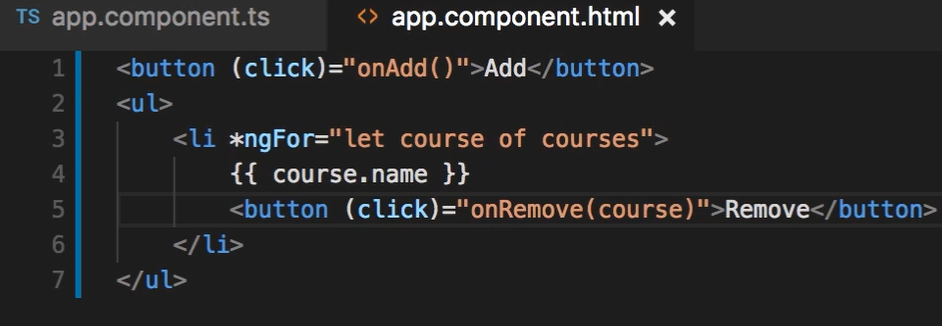 TS app.component.ts <> app.component.html ×
1 <button (click)="onAdd()">Add</button>
2 <ul>
3 <li *ngFor="let course of courses">
4 {{ course.name }}
5 <button (click)="onRemove(course)">Remove</button>
6 </li>
7 </ul>